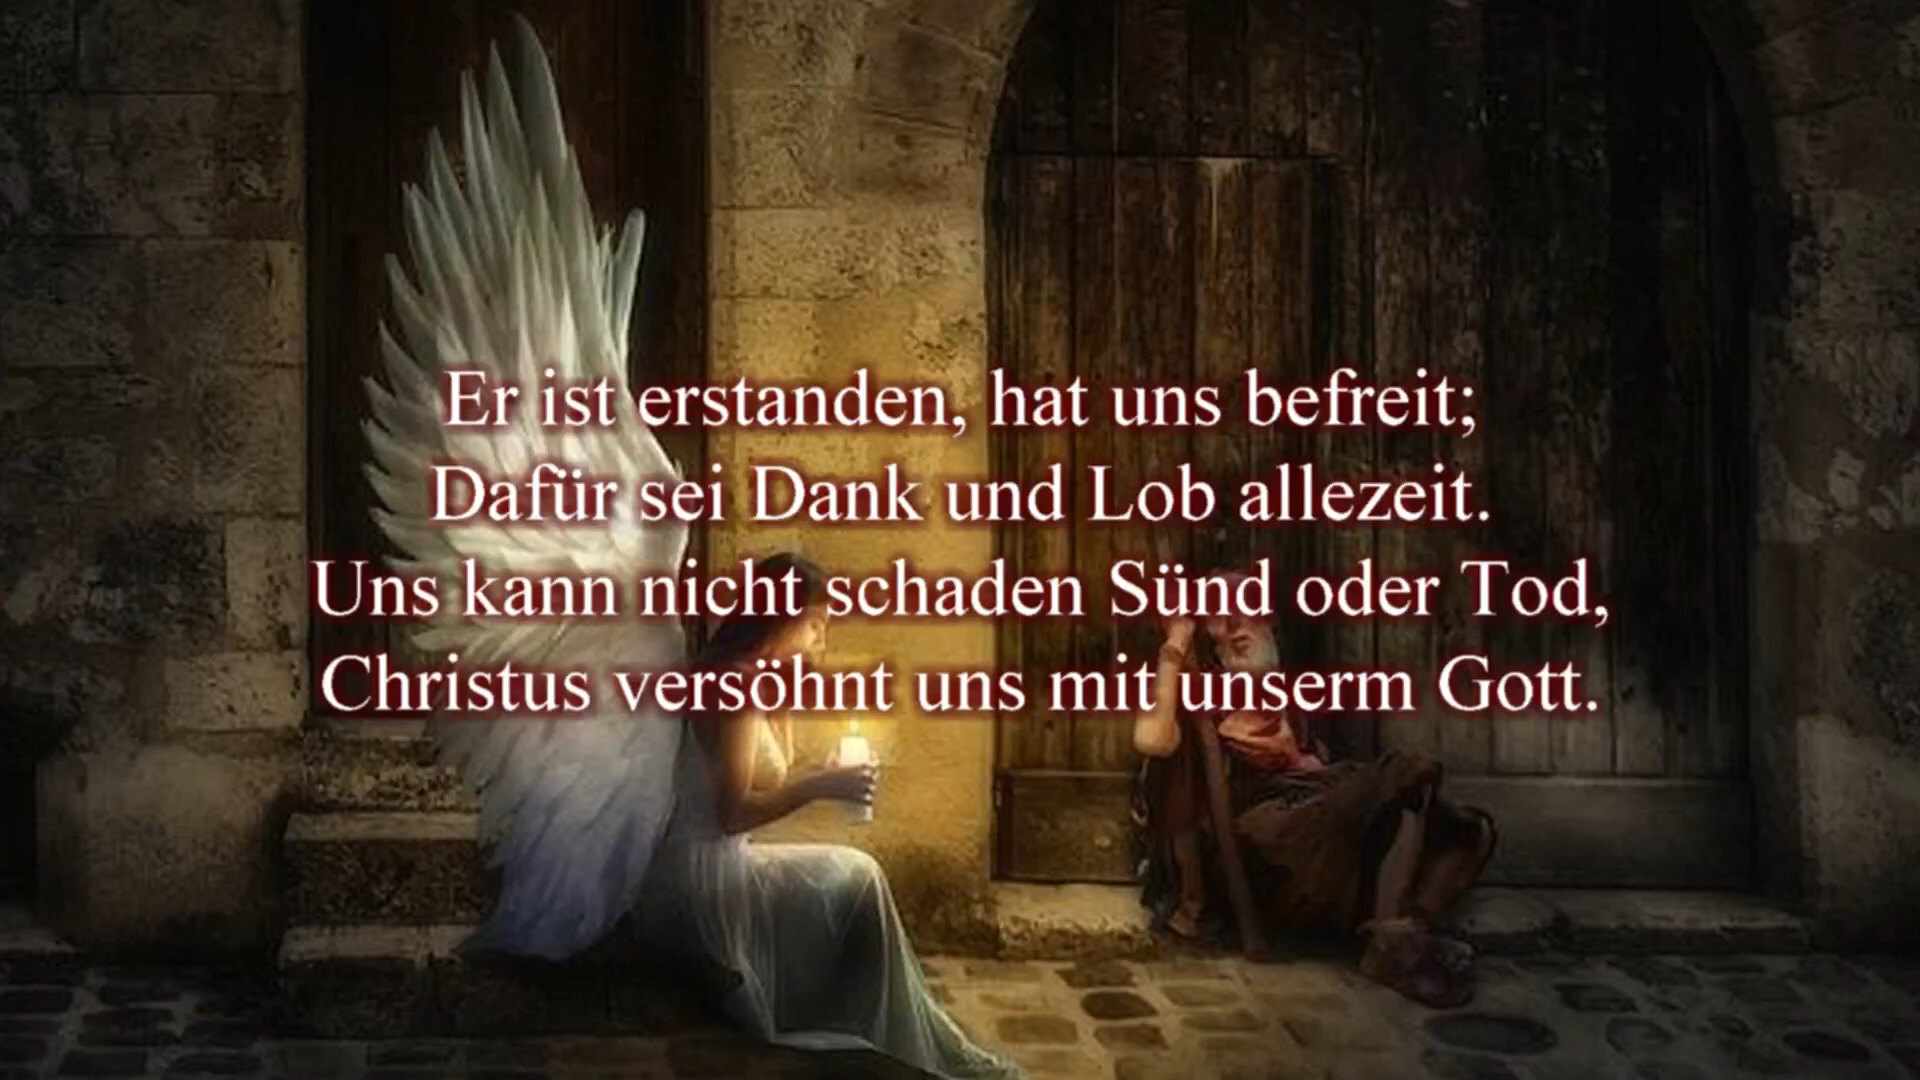 Er ist erstanden, hat uns befreit;
Dafür sei Dank und Lob allezeit.
Uns kann nicht schaden Sünd oder Tod,
Christus versöhnt uns mit unserm Gott.